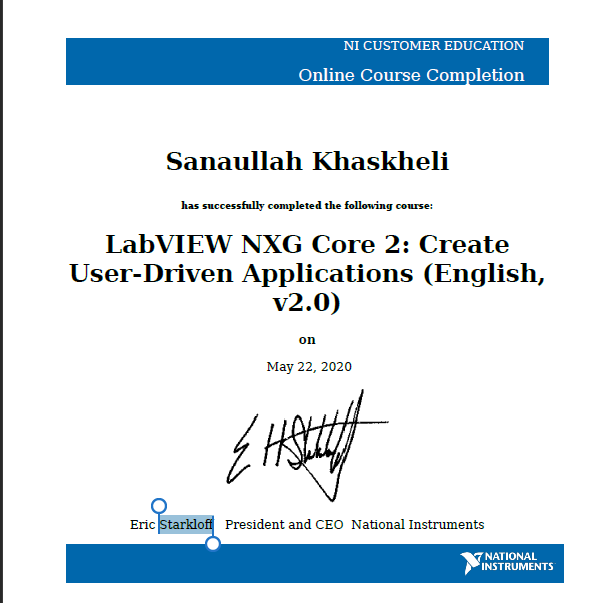 NI CUSTOMER EDUCATION
Online Course Completion
Sanaullah Khaskheli
has successfully completed the following course:
LabVIEW NXG Core 2: Create
User-Driven Applications (English,
v2.0)
on
May 22, 2020
Eric Starkloff President and CEO National Instruments
NATIONAL
INSTRUMENTS